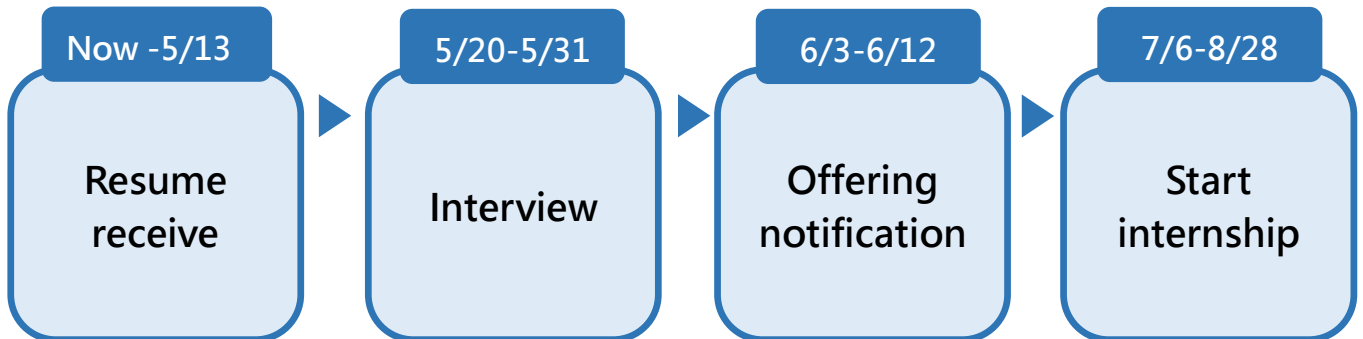 Now -5/13
5/20-5/31
6/3-6/12
7/6-8/28
Resume
receive
Interview
Offering
notification
Start
internship